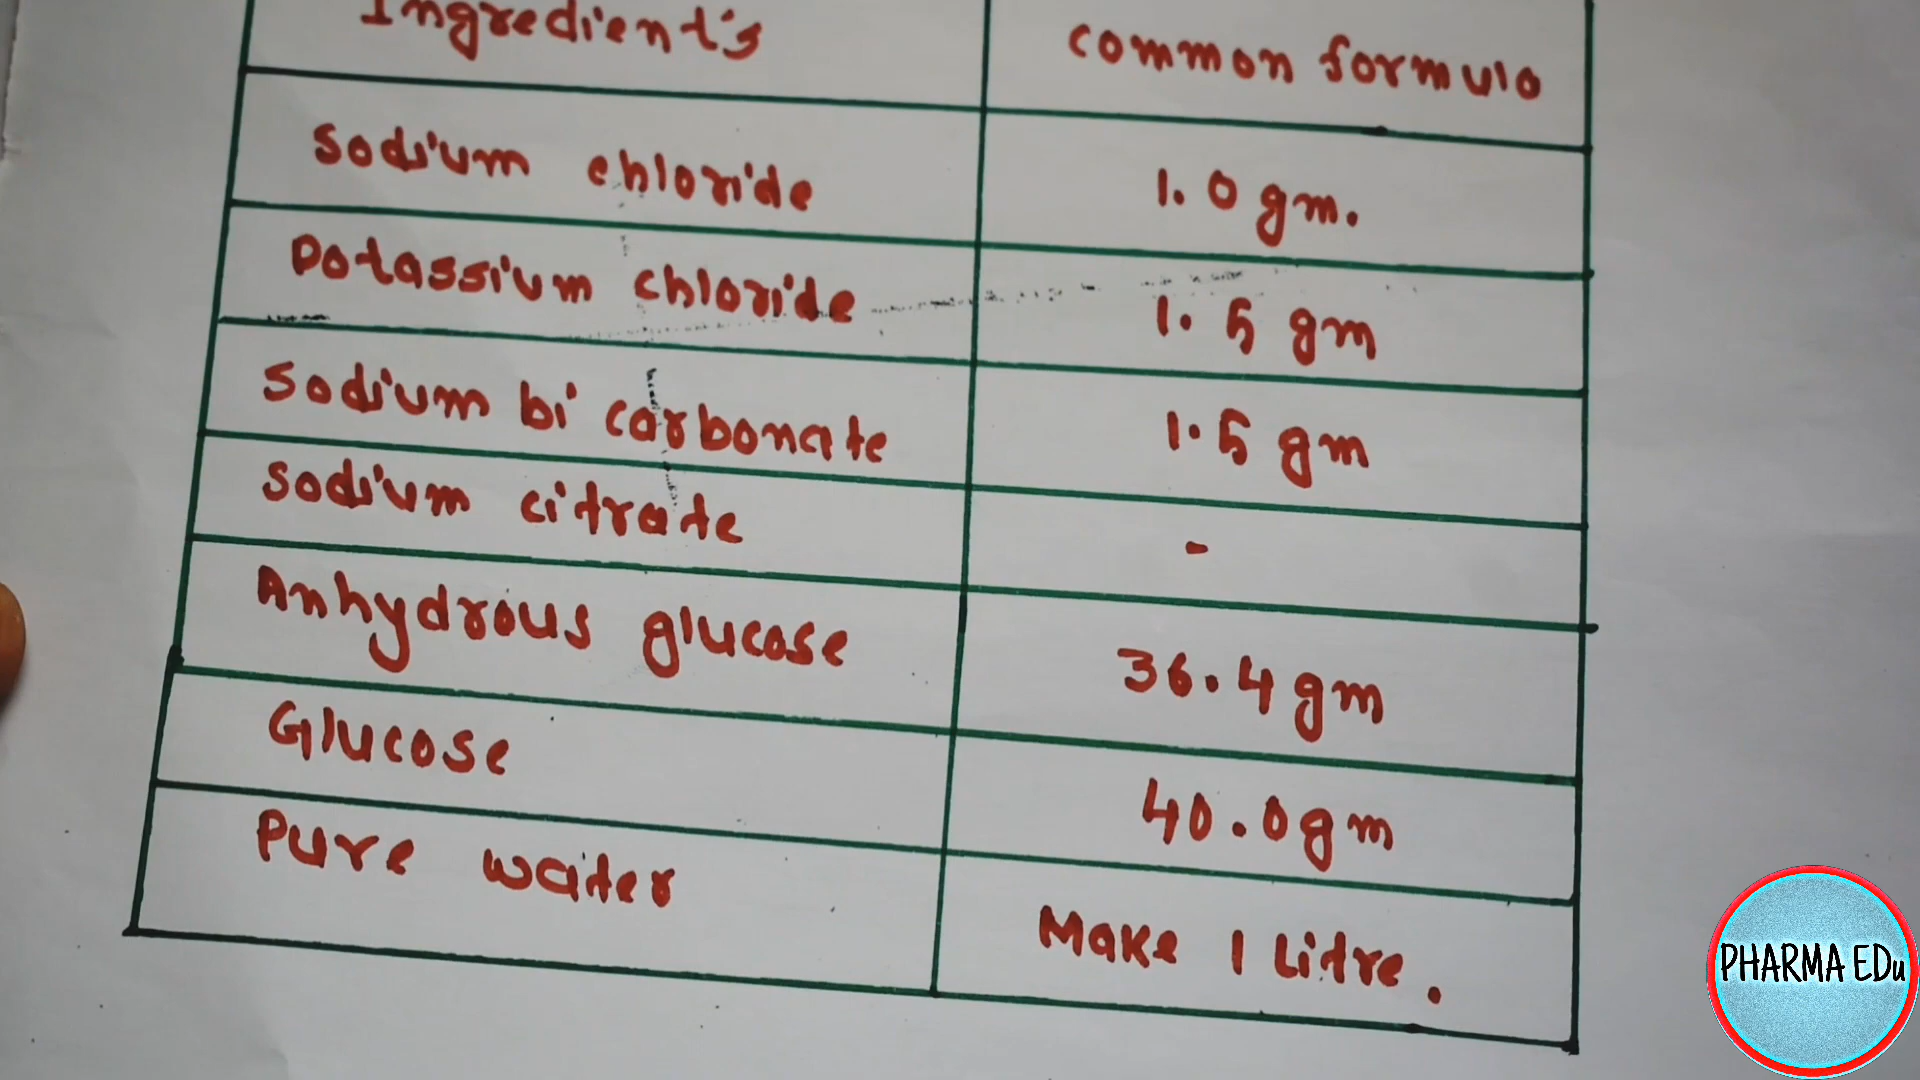 Ingredient's common formula
Sodium chloride 1.0 gm.
Potassium chloride 1.5 gm
Sodium bi carbonate 1.5 gm
Sodium citrate -
Anhydrous glucose 36.4 gm
Glucose 40.0 gm
Pure water Make 1 Litre.
PHARMA EDu